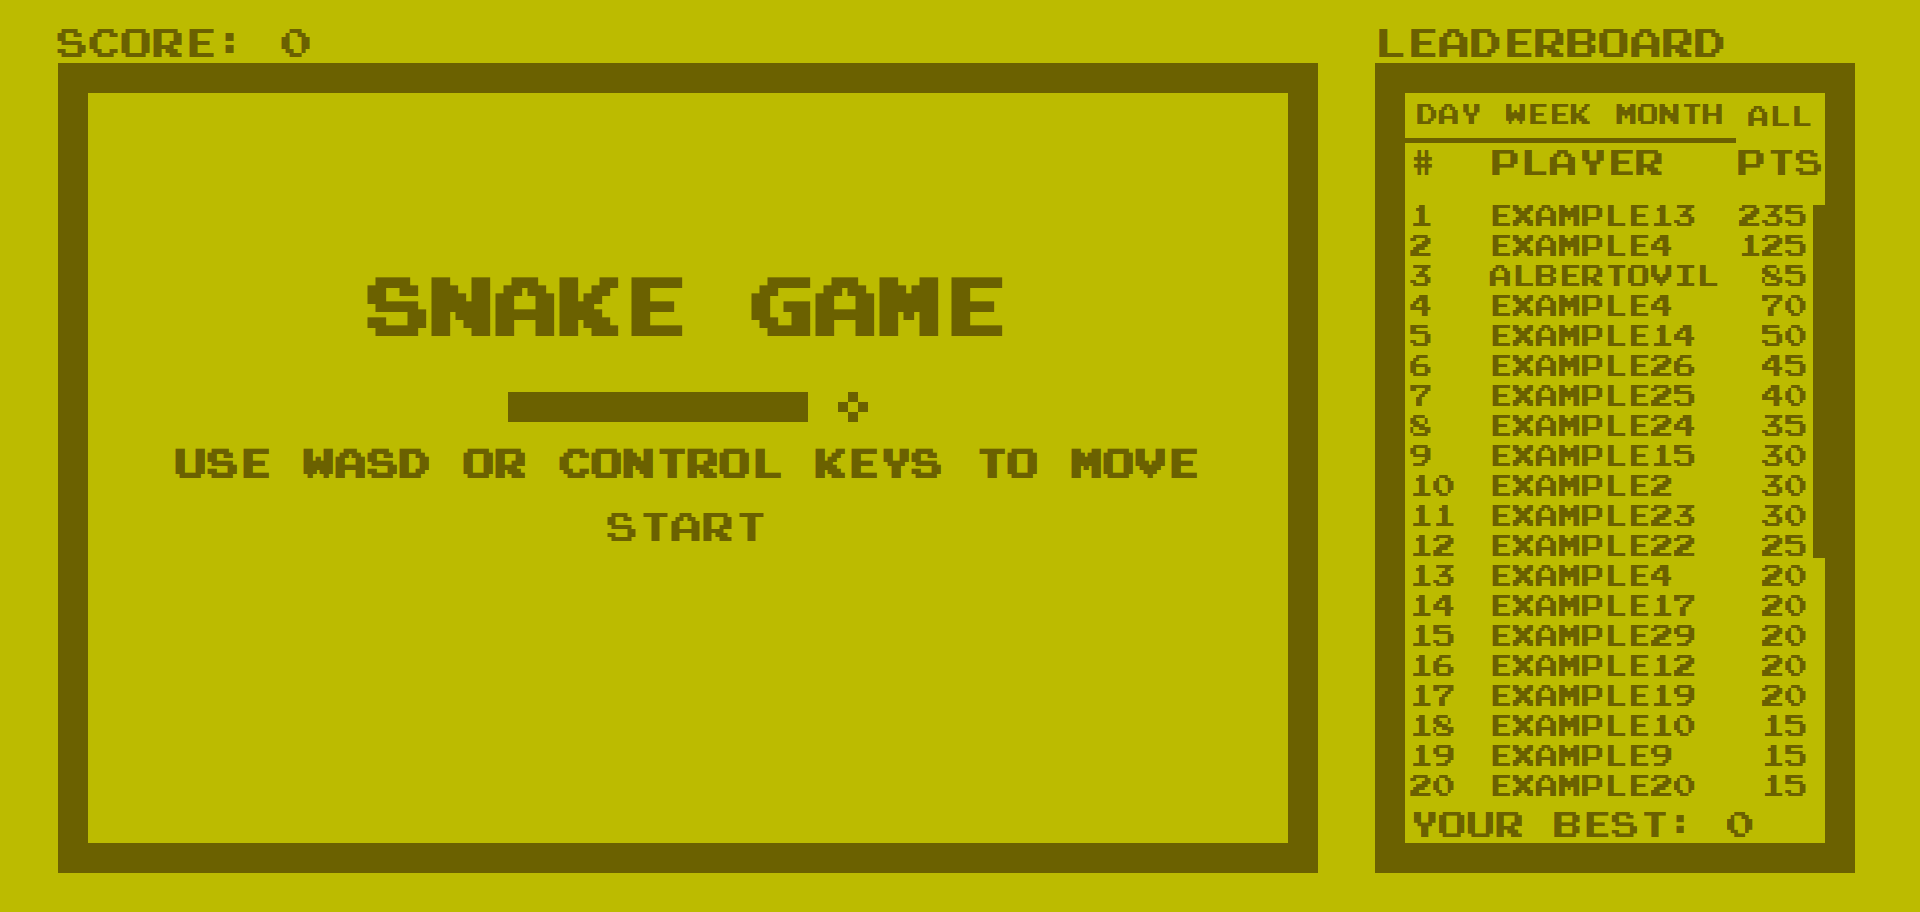 SCORE: 0
SNAKE GAME
USE WASD OR CONTROL KEYS TO MOVE
START
LEADERBOARD
DAY WEEK MONTH ALL
# PLAYER PTS
1 EXAMPLE13 235
2 EXAMPLE4 125
3 ALBERTOVIL 85
4 EXAMPLE4 70
5 EXAMPLE14 50
6 EXAMPLE26 45
7 EXAMPLE25 40
8 EXAMPLE24 35
9 EXAMPLE15 30
10 EXAMPLE2 30
11 EXAMPLE23 30
12 EXAMPLE22 25
13 EXAMPLE4 20
14 EXAMPLE17 20
15 EXAMPLE29 20
16 EXAMPLE12 20
17 EXAMPLE19 20
18 EXAMPLE10 15
19 EXAMPLE9 15
20 EXAMPLE20 15
YOUR BEST: 0